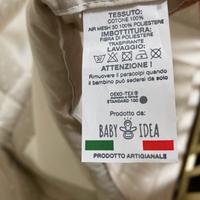 TESSUTO:
COTONE 100%
AIR MESH 3D 100% POLIESTERE
IMBOTTITURA:
FIBRA DI POLIESTERE
TRASPIRANTE
LAVAGGIO:
ATTENZIONE !
Rimuovere il paracolpi quando
il bambino può sedersi da solo
OEKO-TEX®
STANDARD 100
PRODOTTO DA:
BABY IDEA
PRODOTTO ARTIGIANALE